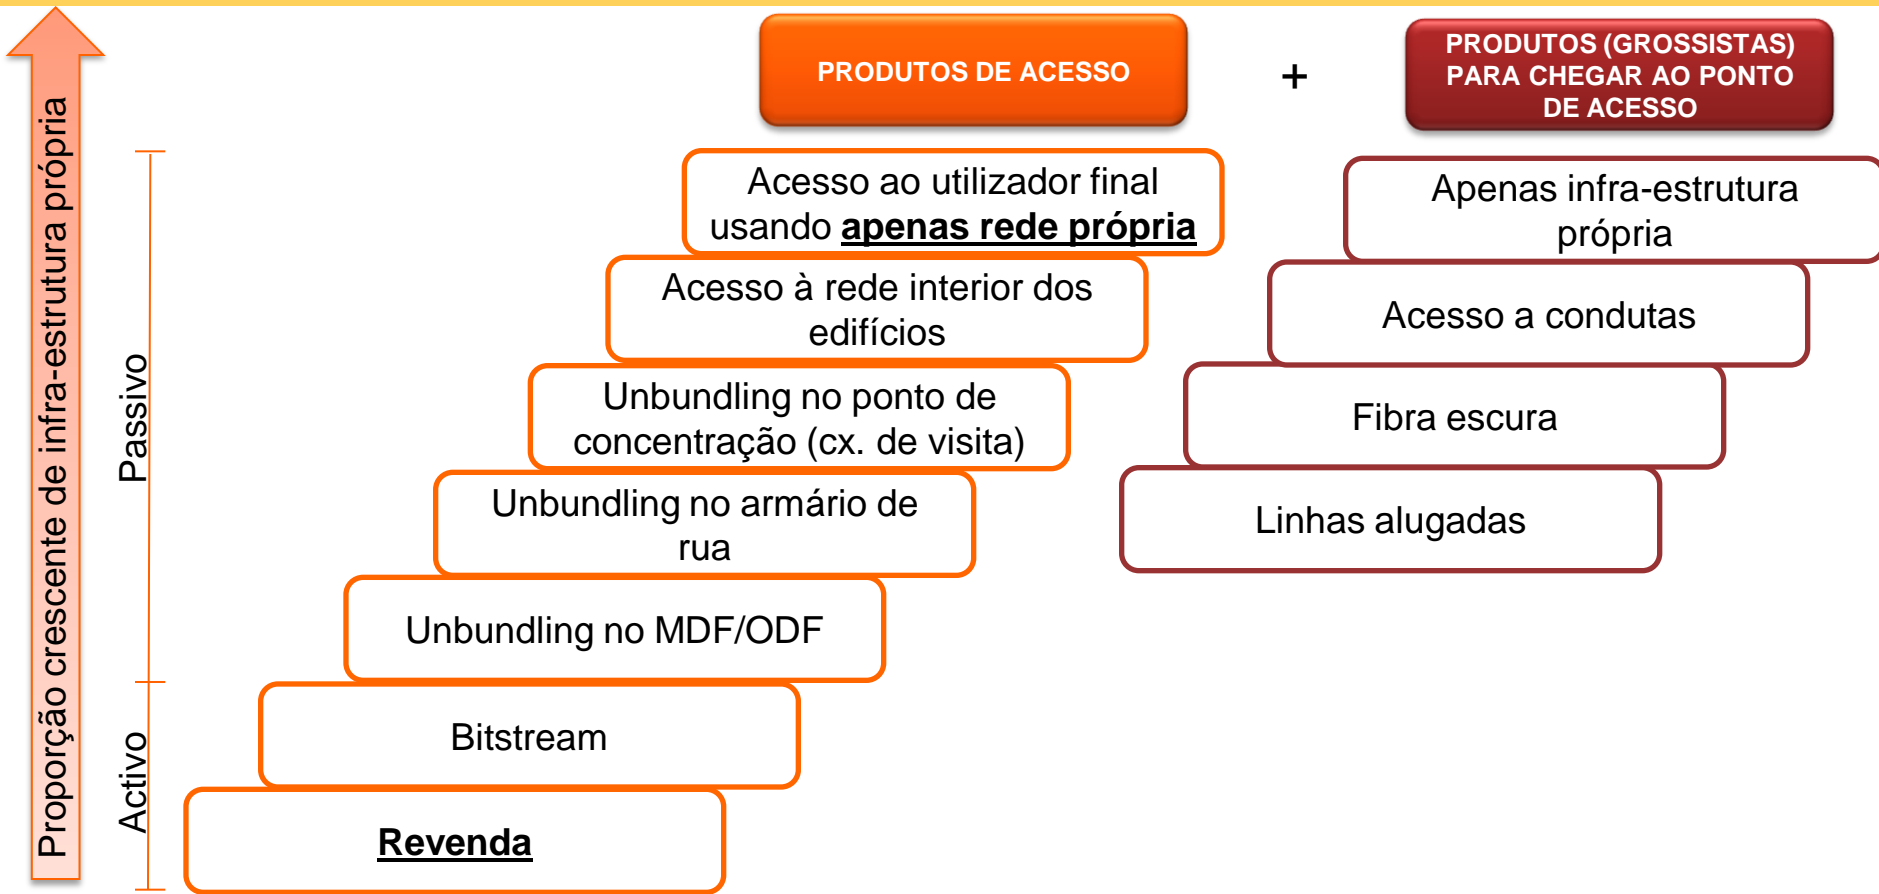 PRODUTOS DE ACESSO
+
PRODUTOS (GROSSISTAS)
PARA CHEGAR AO PONTO
DE ACESSO
Proporção crescente de infra-estrutura própria
Passivo
Activo
Acesso ao utilizador final
usando apenas rede própria
Acesso à rede interior dos
edifícios
Unbundling no ponto de
concentração (cx. de visita)
Unbundling no armário de
rua
Unbundling no MDF/ODF
Bitstream
Revenda
Apenas infra-estrutura
própria
Acesso a condutas
Fibra escura
Linhas alugadas